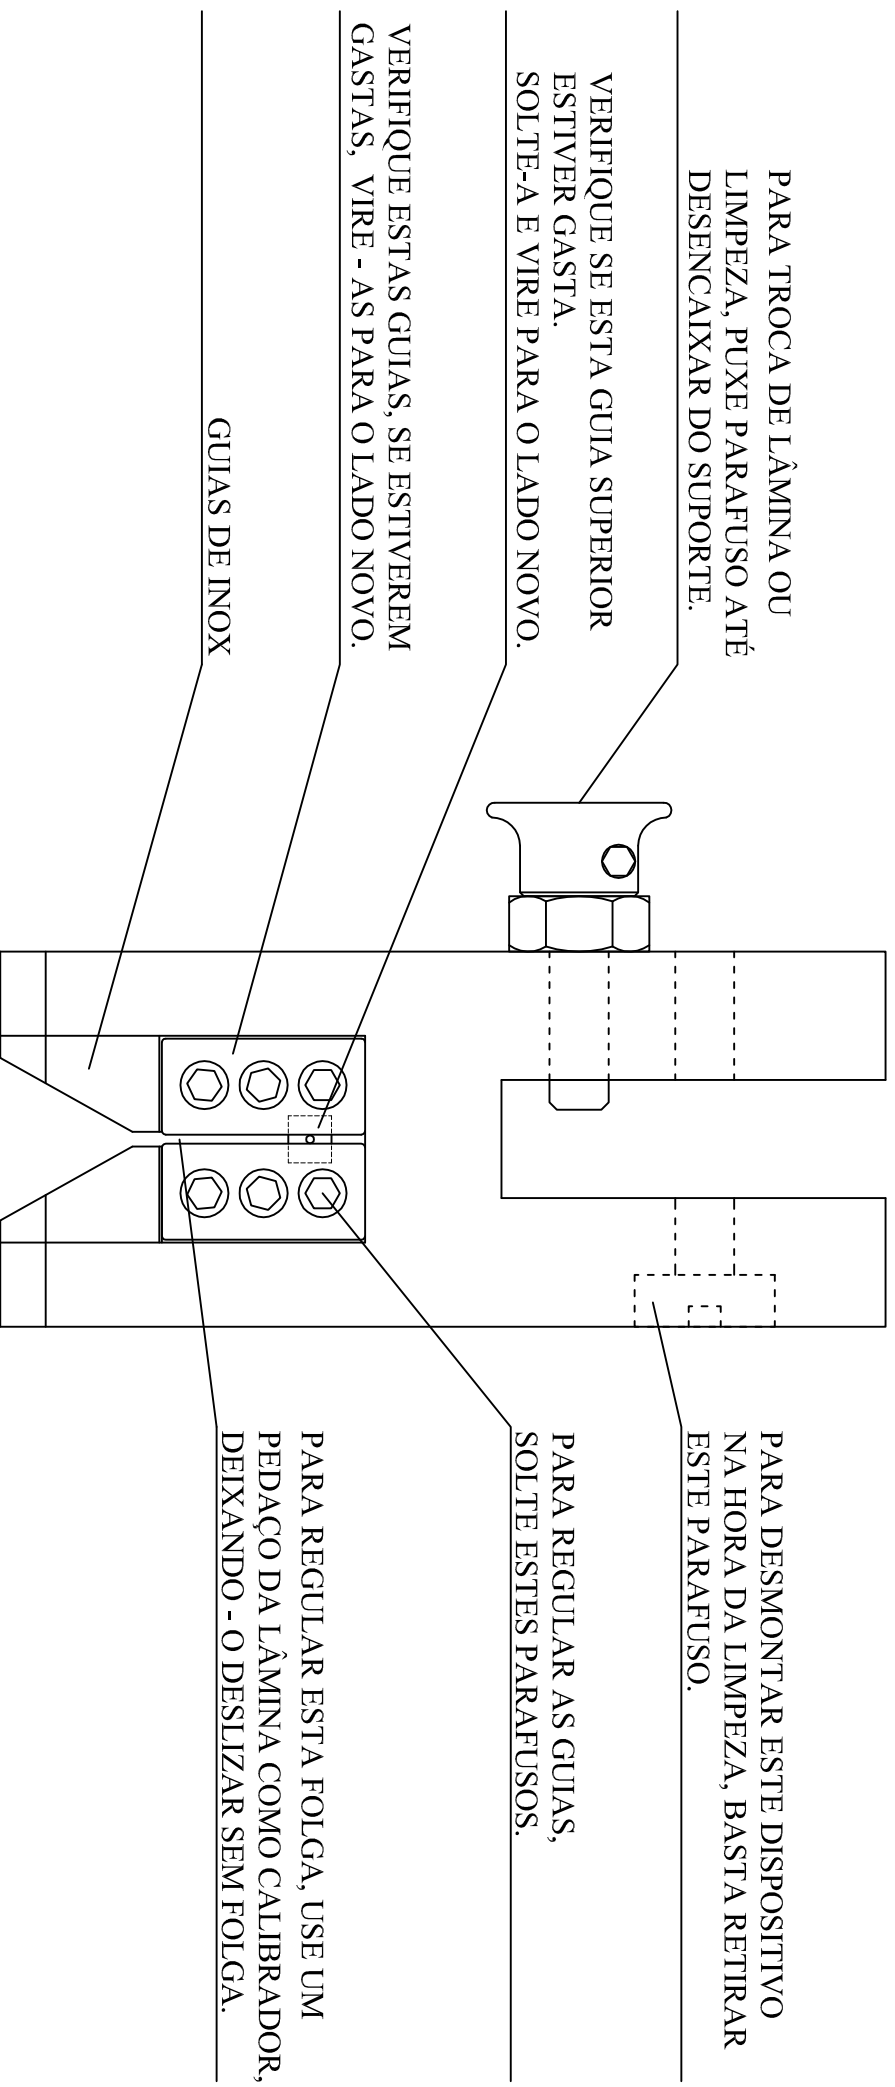 PARA TROCA DE LÂMINA OU
LIMPEZA, PUXE PARAFUSO ATÉ
DESENCAIXAR DO SUPORTE.
VERIFIQUE SE ESTA GUIA SUPERIOR
ESTIVER GASTA.
SOLTE-A E VIRE PARA O LADO NOVO.
VERIFIQUE ESTAS GUIAS, SE ESTIVEREM
GASTAS, VIRE - AS PARA O LADO NOVO.
GUIAS DE INOX
PARA DESMONTAR ESTE DISPOSITIVO
NA HORA DA LIMPEZA, BASTA RETIRAR
ESTE PARAFUSO.
PARA REGULAR AS GUIAS,
SOLTE ESTES PARAFUSOS.
PARA REGULAR ESTA FOLGA, USE UM
PEDAÇO DA LÂMINA COMO CALIBRADOR,
DEIXANDO - O DESLIZAR SEM FOLGA.